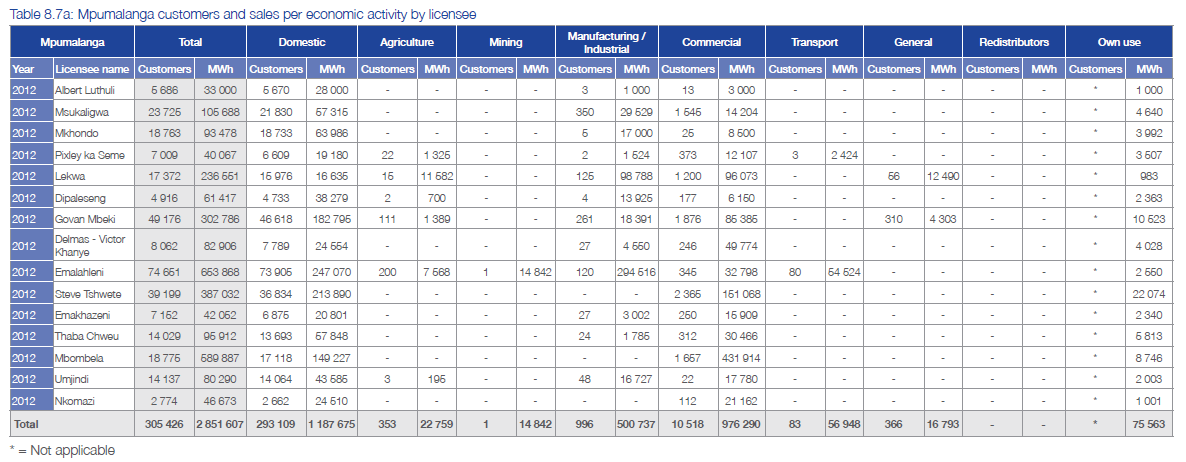 Table 8.7a: Mpumalanga customers and sales per economic activity by licensee
Mpumalanga Total Domestic Agriculture Mining Manufacturing / Industrial Commercial Transport General Redistributors Own use
Year Licensee name Customers MWh Customers MWh Customers MWh Customers MWh Customers MWh Customers MWh Customers MWh Customers MWh Customers MWh Customers MWh
2012 Albert Luthuli 5 686 33 000 5 670 28 000 - - - - 3 1 000 13 3 000 - - - - - - * 1 000
2012 Msukaligwa 23 725 105 688 21 830 57 315 - - - - 350 29 529 1 545 14 204 - - - - - - * 4 640
2012 Mkhondo 18 763 93 478 18 733 63 986 - - - - 5 17 000 25 8 500 - - - - - - * 3 992
2012 Pixley ka Seme 7 009 40 067 6 609 19 180 22 1 325 - - 2 1 524 373 12 107 3 2 424 - - - - * 3 507
2012 Lekwa 17 372 236 551 15 976 16 635 15 11 582 - - 125 98 788 1 200 96 073 - - 56 12 490 - - * 983
2012 Dipaleseng 4 916 61 417 4 733 38 279 2 700 - - 4 13 925 177 6 150 - - - - - - * 2 363
2012 Govan Mbeki 49 176 302 786 46 618 182 795 111 1 389 - - 261 18 391 1 876 85 385 - - 310 4 303 - - * 10 523
2012 Delmas - Victor Khanye 8 062 82 906 7 789 24 554 - - - - 27 4 550 246 49 774 - - - - - - * 4 028
2012 Emalahleni 74 651 653 868 73 905 247 070 200 7 568 1 14 842 120 294 516 345 32 798 80 54 524 - - - - * 2 550
2012 Steve Tshwete 39 199 387 032 36 834 213 890 - - - - - - 2 365 151 068 - - - - - - * 22 074
2012 Emakhazeni 7 152 42 052 6 875 20 801 - - - - 27 3 002 250 15 909 - - - - - - * 2 340
2012 Thaba Chweu 14 029 95 912 13 693 57 848 - - - - 24 1 785 312 30 466 - - - - - - * 5 813
2012 Mbombela 18 775 589 887 17 118 149 227 - - - - - - 1 657 431 914 - - - - - - * 8 746
2012 Umjindi 14 137 80 290 14 064 43 585 3 195 - - 48 16 727 22 17 780 - - - - - - * 2 003
2012 Nkomazi 2 774 46 673 2 662 24 510 - - - - - - 112 21 162 - - - - - - * 1 001
Total 305 426 2 851 607 293 109 1 187 675 353 22 759 1 14 842 996 500 737 10 518 976 290 83 56 948 366 16 793 - - * 75 563
* = Not applicable